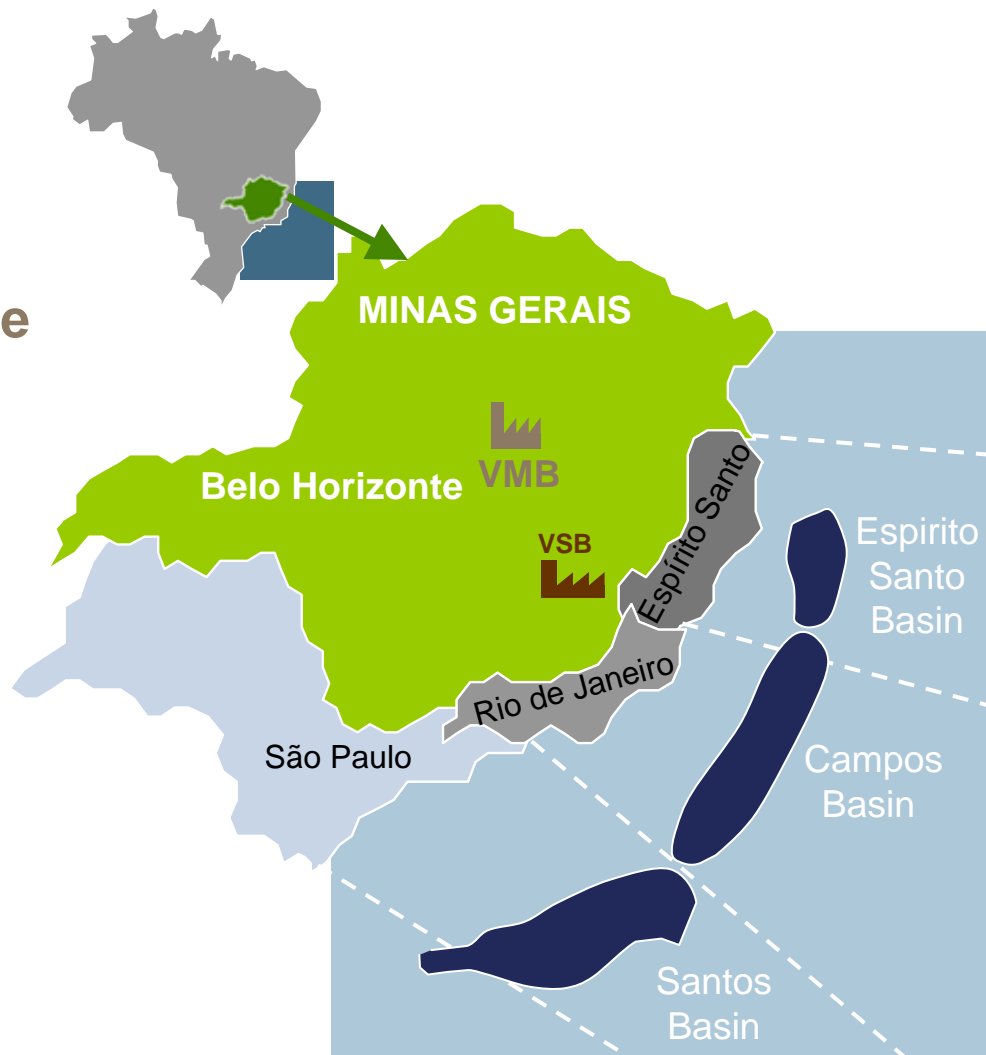 e
MINAS GERAIS
VMB
Belo Horizonte
VSB
Espírito Santo
Rio de Janeiro
São Paulo
Espirito
Santo
Basin
Campos
Basin
Santos
Basin